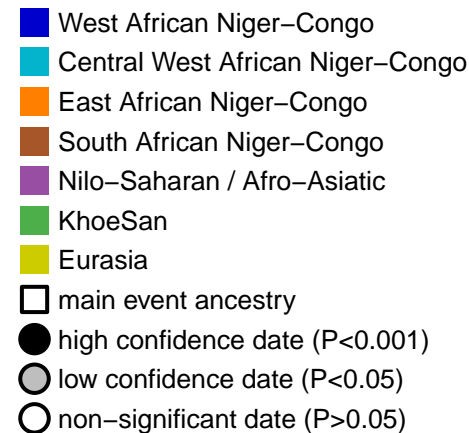 West African Niger−Congo
Central West African Niger−Congo
East African Niger−Congo
South African Niger−Congo
Nilo−Saharan / Afro−Asiatic
KhoeSan
Eurasia
main event ancestry
high confidence date (P<0.001)
low confidence date (P<0.05)
non−significant date (P>0.05)